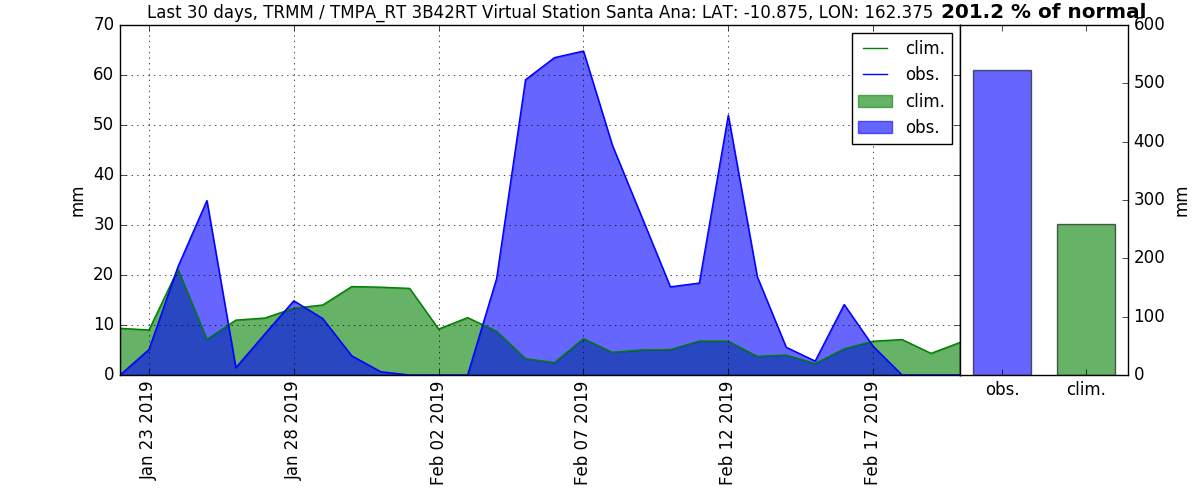 Last 30 days, TRMM / TMPA_RT 3B42RT Virtual Station Santa Ana: LAT: -10.875, LON: 162.375 201.2 % of normal
70
60
50
40
30
20
10
0
mm
clim.
obs.
clim.
obs.
Jan 23 2019
Jan 28 2019
Feb 02 2019
Feb 07 2019
Feb 12 2019
Feb 17 2019
600
500
400
300
200
100
0
mm
obs.
clim.